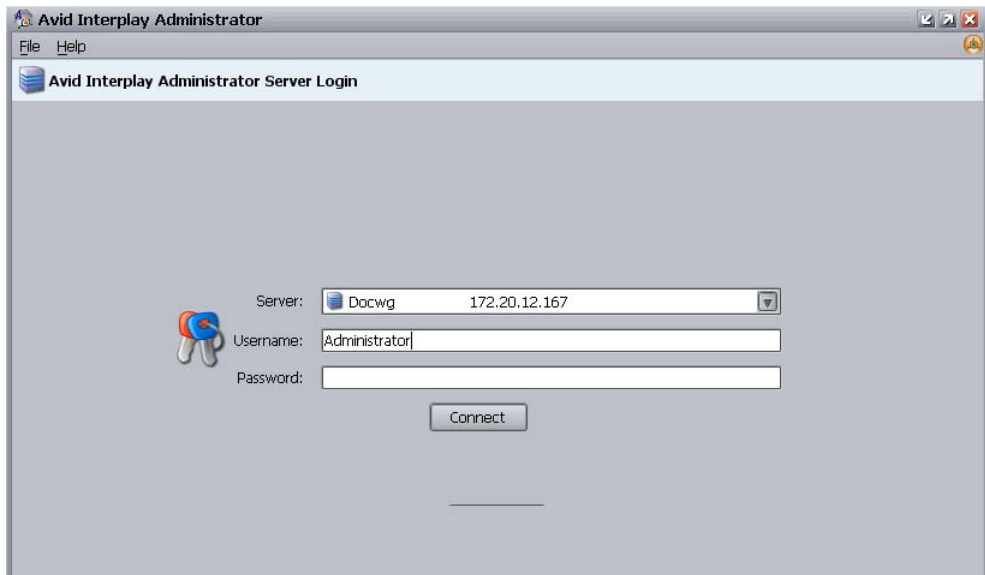 Avid Interplay Administrator
File Help
Avid Interplay Administrator Server Login
Server: Docwg 172.20.12.167
Username: Administrator
Password:
Connect